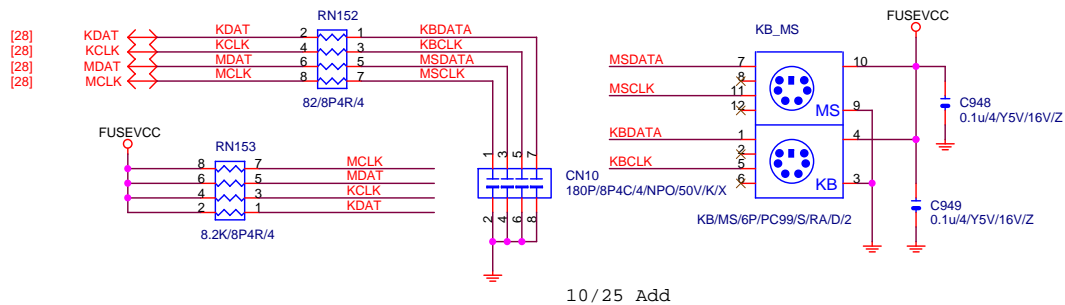 RN152
[28] KDAT KDAT 2 1 KBDATA
[28] KCLK KCLK 4 3 KBCLK
[28] MDAT MDAT 6 5 MSDATA
[28] MCLK MCLK 8 7 MSCLK
82/8P4R/4
FUSEVCC
RN153
8 7 MCLK
6 5 MDAT
4 3 KCLK
2 1 KDAT
8.2K/8P4R/4
1 3 5 7
CN10
180P/8P4C/4/NPO/50V/K/X
2 4 6 8
FUSEVCC
KB_MS
MSDATA 7 10
8
MSCLK 11
12 MS 9
KBDATA 1 4
2
KBCLK 5
6 KB 3
KB/MS/6P/PC99/S/RA/D/2
C948
0.1u/4/Y5V/16V/Z
C949
0.1u/4/Y5V/16V/Z
10/25 Add